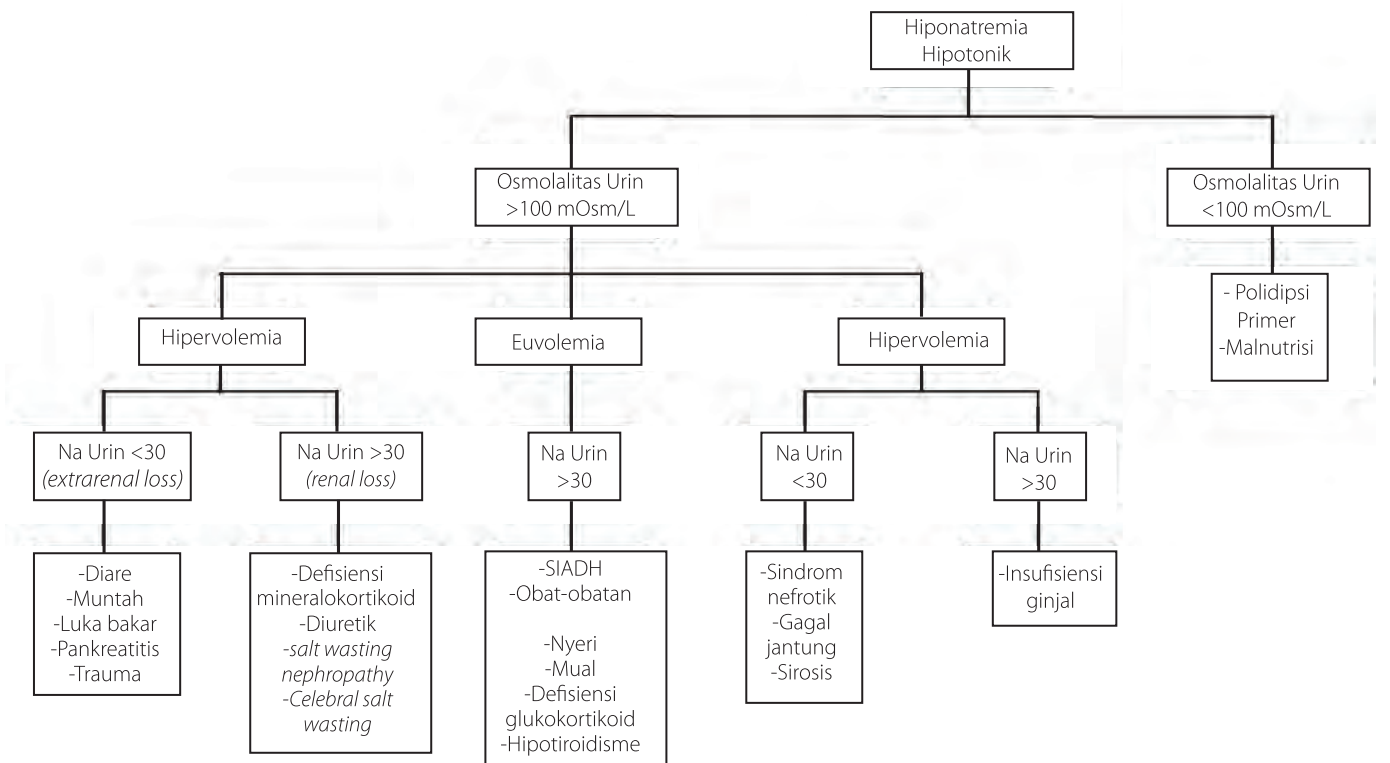 Hiponatremia
Hipotonik
Osmolalitas Urin
>100 mOsm/L
Osmolalitas Urin
<100 mOsm/L
- Polidipsi
Primer
-Malnutrisi
Hipervolemia
Euvolemia
Hipervolemia
Na Urin <30
(extrarenal loss)
Na Urin >30
(renal loss)
Na Urin
>30
Na Urin
<30
Na Urin
>30
-Diare
-Muntah
-Luka bakar
-Pankreatitis
-Trauma
-Defisiensi
mineralokortikoid
-Diuretik
-salt wasting
nephropathy
-Celebral salt
wasting
-SIADH
-Obat-obatan
-Nyeri
-Mual
-Defisiensi
glukokortikoid
-Hipotiroidisme
-Sindrom
nefrotik
-Gagal
jantung
-Sirosis
-Insufisiensi
ginjal